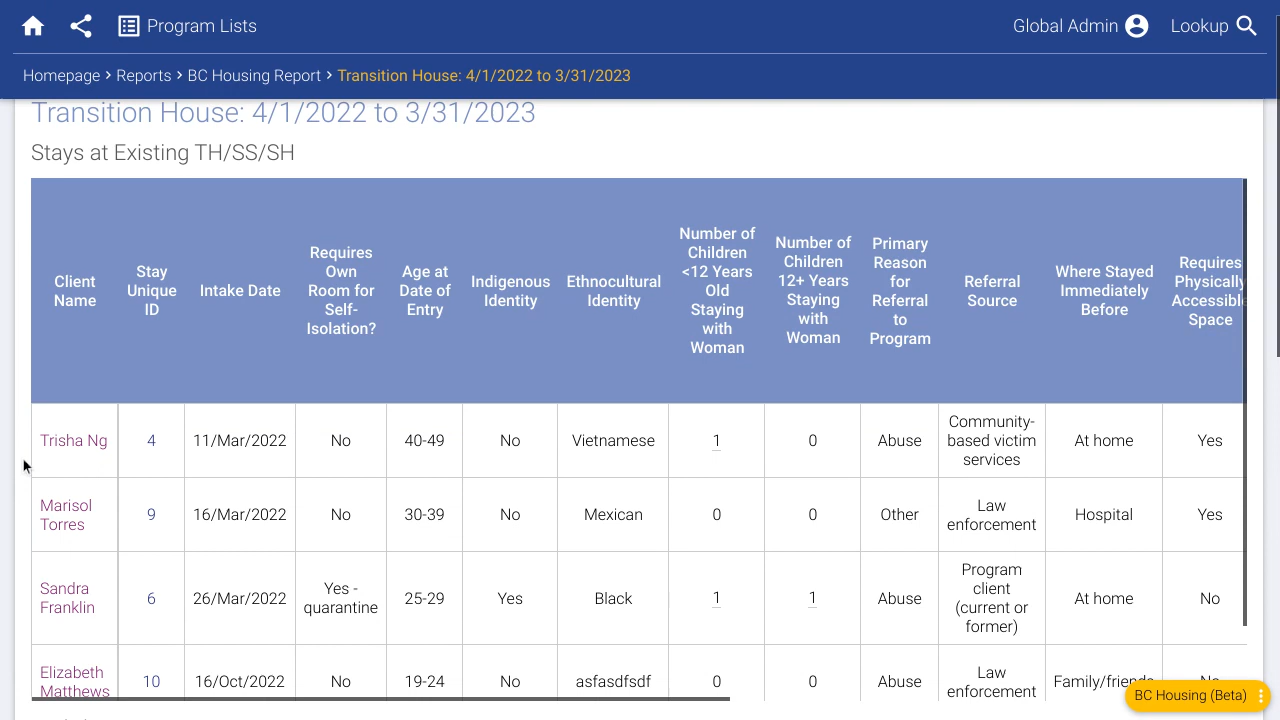 Program Lists
Global Admin
Lookup
Homepage › Reports › BC Housing Report › Transition House: 4/1/2022 to 3/31/2023
Transition House: 4/1/2022 to 3/31/2023
Stays at Existing TH/SS/SH
Client
Name
Stay
Unique
ID
Intake Date
Requires
Own
Room for
Self-
Isolation?
Age at
Date of
Entry
Indigenous
Identity
Ethnocultural
Identity
Number of
Children
<12 Years
Old
Staying
with
Woman
Number of
Children
12+ Years
Staying
with
Woman
Primary
Reason
for
Referral
to
Program
Referral
Source
Where Stayed
Immediately
Before
Requires
Physically
Accessible
Space
Trisha Ng
4
11/Mar/2022
No
40-49
No
Vietnamese
1
0
Abuse
Community-
based victim
services
At home
Yes
Marisol
Torres
9
16/Mar/2022
No
30-39
No
Mexican
0
0
Other
Law
enforcement
Hospital
Yes
Sandra
Franklin
6
26/Mar/2022
Yes -
quarantine
25-29
Yes
Black
1
1
Abuse
Program
client
(current or
former)
At home
No
Elizabeth
Matthews
10
16/Oct/2022
No
19-24
No
asfasdfsdf
0
0
Abuse
Law
enforcement
Family/friends
No
BC Housing (Beta)